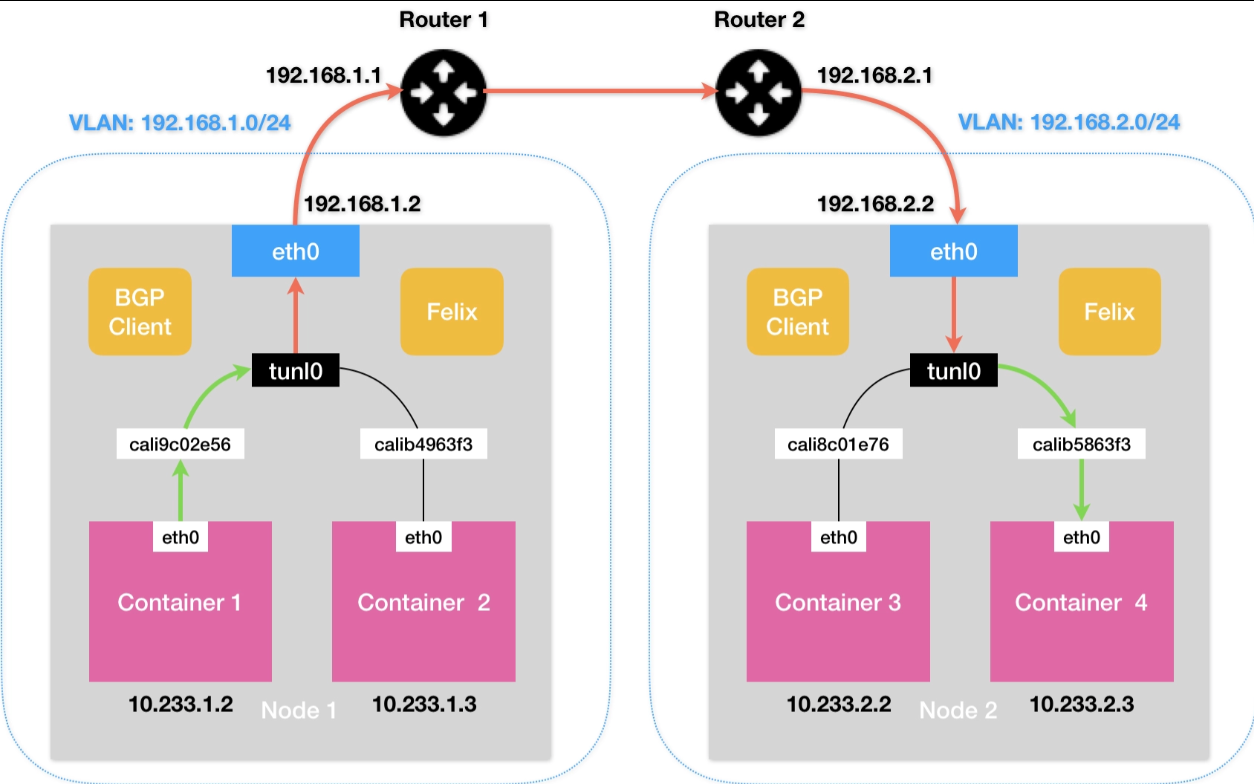 Router 1
Router 2
192.168.1.1
192.168.2.1
VLAN: 192.168.1.0/24
VLAN: 192.168.2.0/24
192.168.1.2
192.168.2.2
eth0
eth0
BGP
Client
Felix
BGP
Client
Felix
tunl0
tunl0
cali9c02e56
calib4963f3
cali8c01e76
calib5863f3
eth0
eth0
eth0
eth0
Container 1
Container 2
Container 3
Container 4
10.233.1.2
Node 1
10.233.1.3
10.233.2.2
Node 2
10.233.2.3